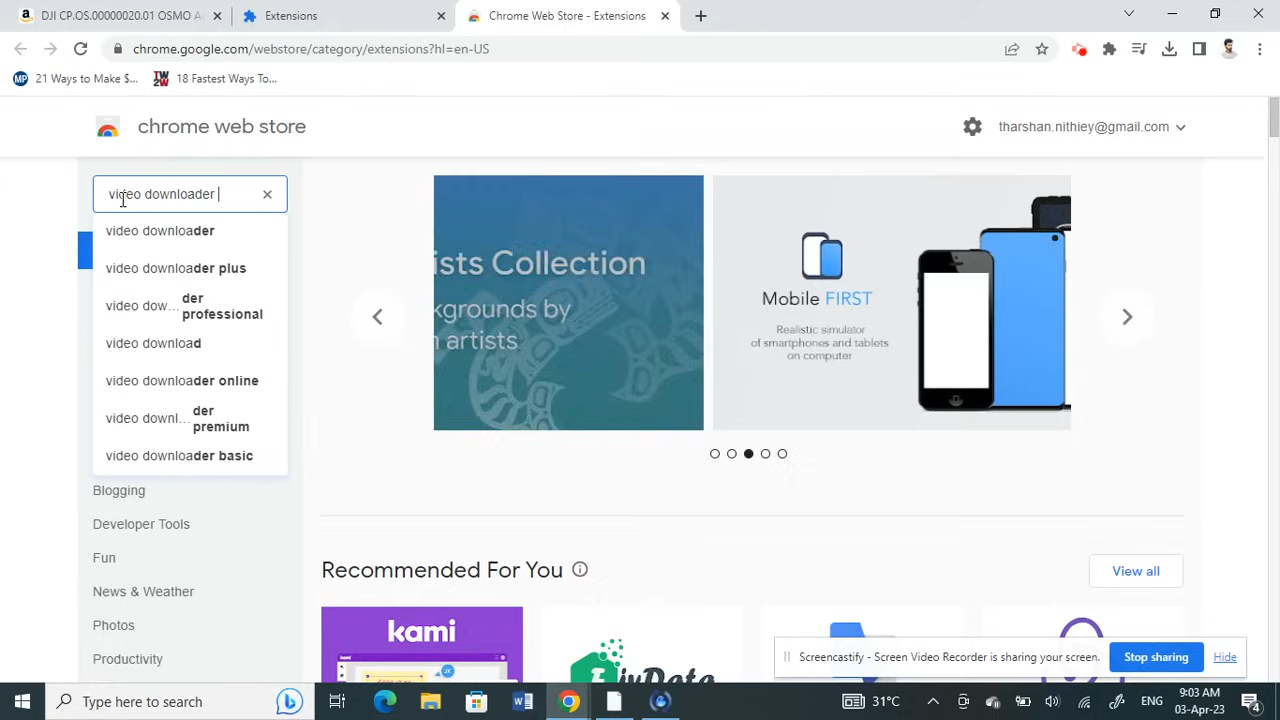 DJI CP.OS.00000020.01 OSMO A
Extensions
Chrome Web Store - Extensions
chrome.google.com/webstore/category/extensions?hl=en-US
MP 21 Ways to Make $...
TW2W 18 Fastest Ways To...
chrome web store
tharshan.nithiey@gmail.com
video downloader
video downloader
video downloader plus
video dow... der professional
video download
video downloader online
video downl... der premium
video downloader basic
Blogging
Developer Tools
Fun
News & Weather
Photos
Productivity
ists Collection
kgrounds by
n artists
Mobile FIRST
Realistic simulator
of smartphones and tablets
on computer
Recommended For You
View all
kami
JK
Screencastify - Screen Video Recorder is sharing your screen.
Stop sharing
Hide
Type here to search
31°C
ENG
9:03 AM
03-Apr-23
4